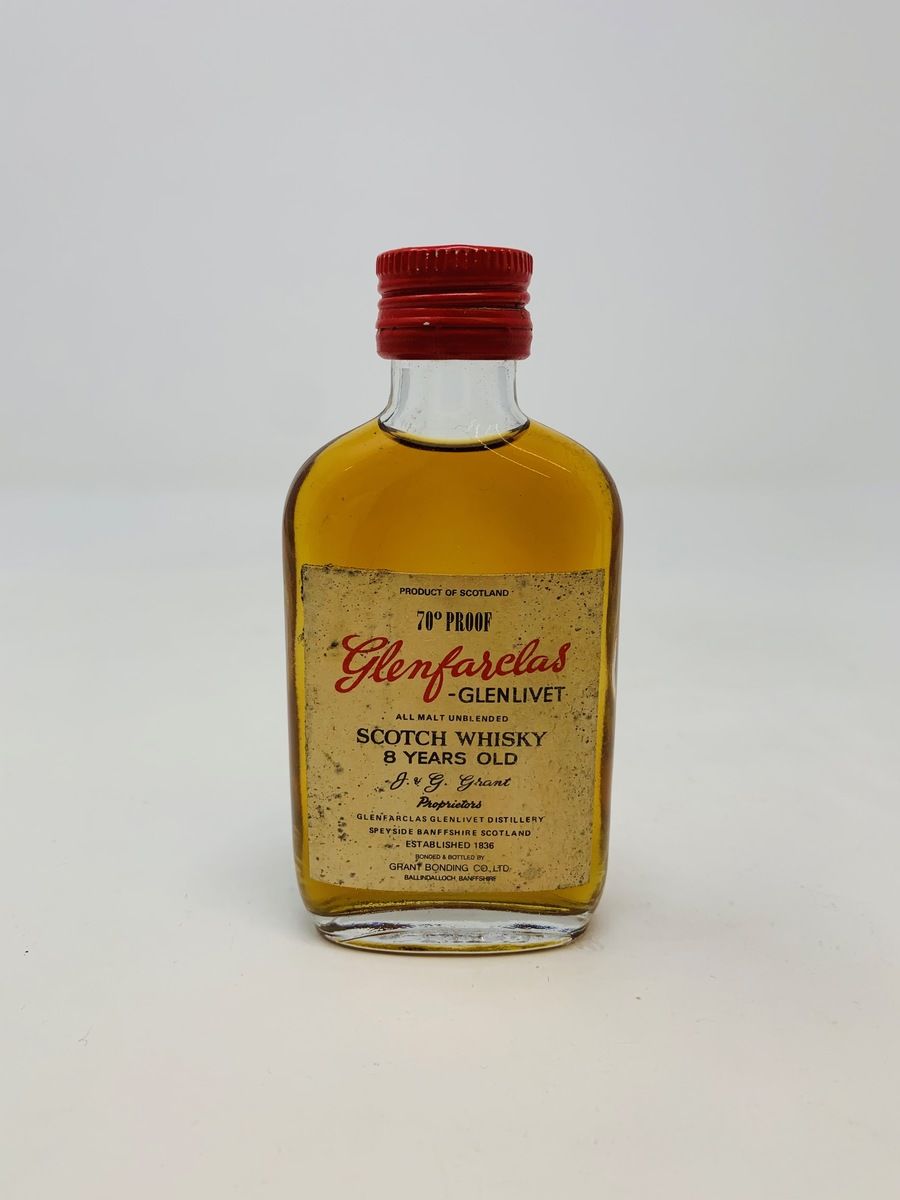 PRODUCT OF SCOTLAND
70º PROOF
Glenfarclas
-GLENLIVET
ALL MALT UNBLENDED
SCOTCH WHISKY
8 YEARS OLD
J. & G. Grant
Proprietors
GLENFARCLAS GLENLIVET DISTILLERY
SPEYSIDE BANFFSHIRE SCOTLAND
ESTABLISHED 1836
BONDED & BOTTLED BY
GRANT BONDING CO. LTD.
BALLINDALLOCH, BANFFSHIRE